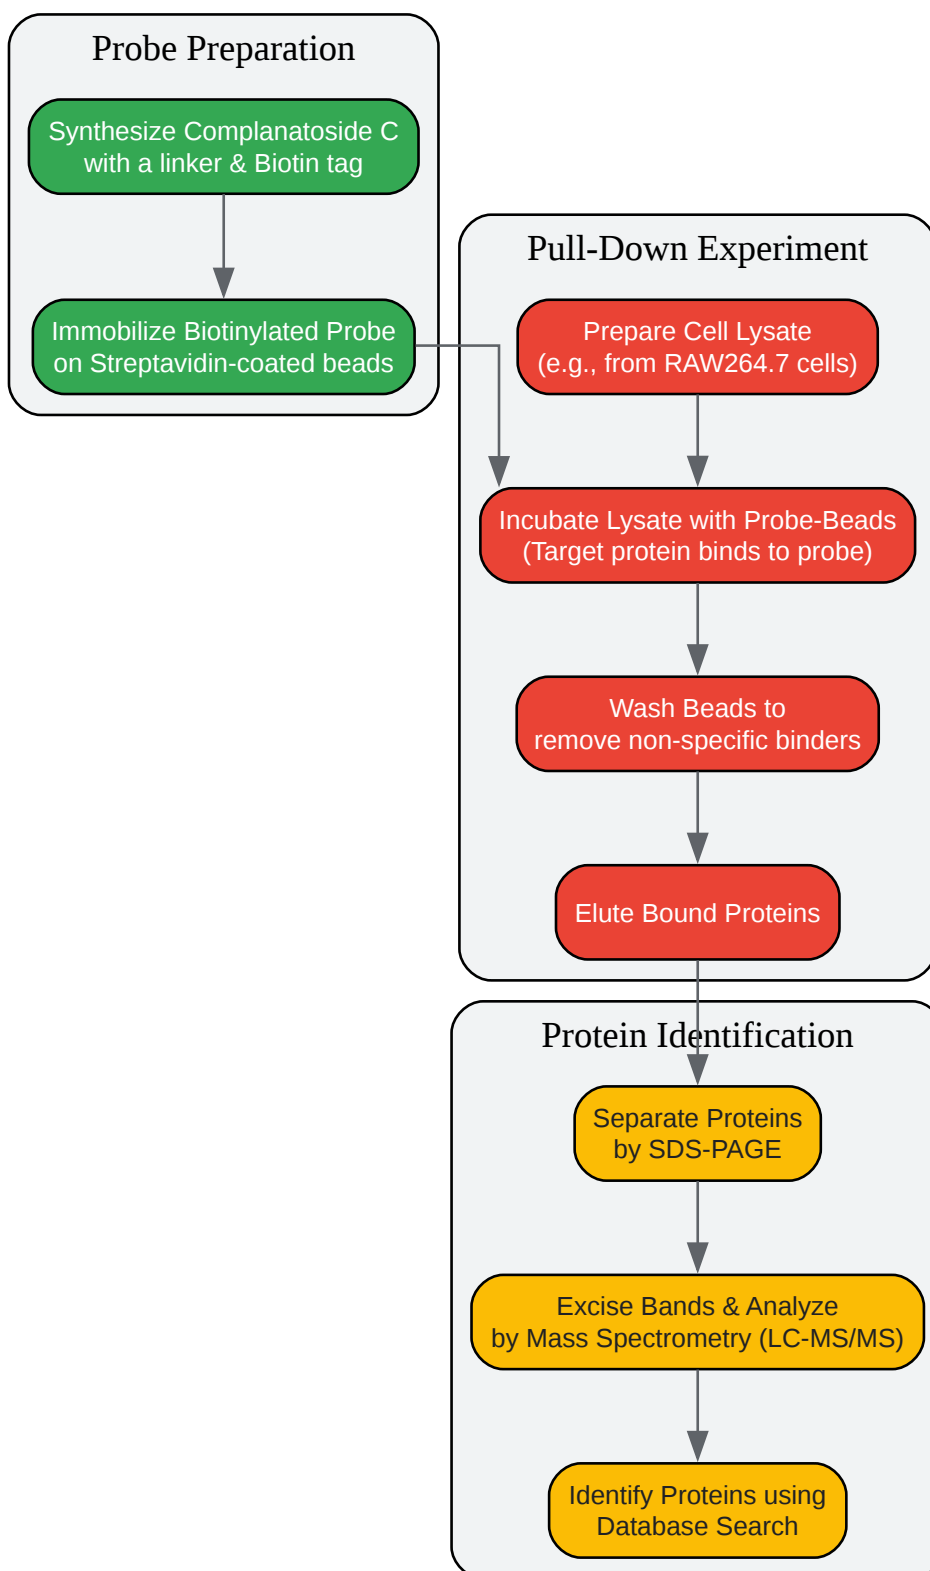 Probe Preparation
Synthesize Complanatoside C
with a linker & Biotin tag
Immobilize Biotinylated Probe
on Streptavidin-coated beads
Pull-Down Experiment
Prepare Cell Lysate
(e.g., from RAW264.7 cells)
Incubate Lysate with Probe-Beads
(Target protein binds to probe)
Wash Beads to
remove non-specific binders
Elute Bound Proteins
Protein Identification
Separate Proteins
by SDS-PAGE
Excise Bands & Analyze
by Mass Spectrometry (LC-MS/MS)
Identify Proteins using
Database Search